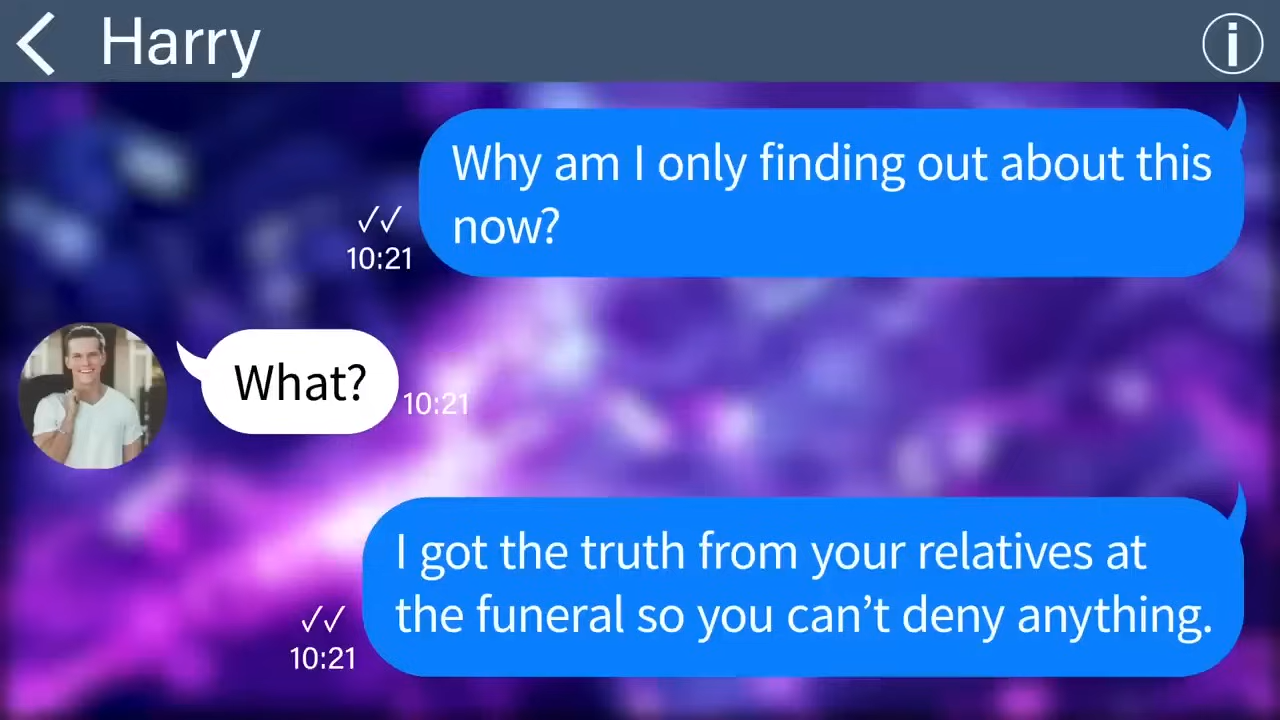 Harry
i
Why am I only finding out about this
now?
✓✓
10:21
What?
10:21
I got the truth from your relatives at
the funeral so you can’t deny anything.
✓✓
10:21